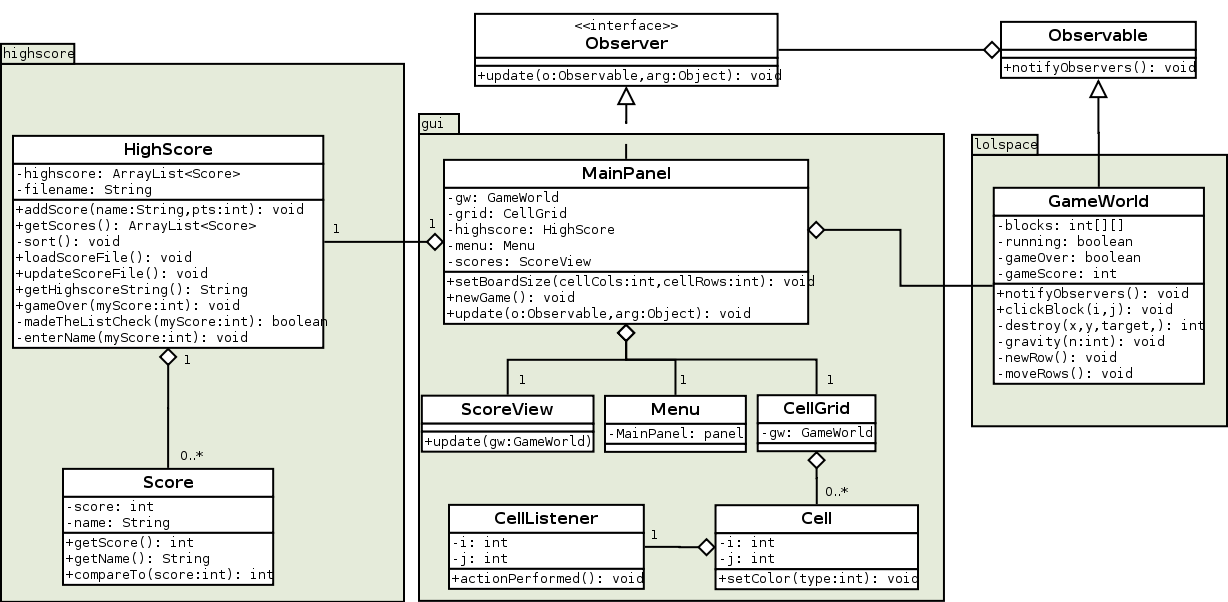 <<interface>>
Observer
+update(o:Observable,arg:Object): void
Observable
+notifyObservers(): void
highscore
HighScore
-highscore: ArrayList<Score>
-filename: String
+addScore(name:String,pts:int): void
+getScores(): ArrayList<Score>
-sort(): void
+loadScoreFile(): void
+updateScoreFile(): void
+getHighscoreString(): String
+gameOver(myScore:int): void
-madeTheListCheck(myScore:int): boolean
-enterName(myScore:int): void
1
0..*
Score
-score: int
-name: String
+getScore(): int
+getName(): String
+compareTo(score:int): int
1
1
gui
MainPanel
-gw: GameWorld
-grid: CellGrid
-highscore: HighScore
-menu: Menu
-scores: ScoreView
+setBoardSize(cellCols:int,cellRows:int): void
+newGame(): void
+update(o:Observable,arg:Object): void
1
1
1
ScoreView
+update(gw:GameWorld)
Menu
-MainPanel: panel
CellGrid
-gw: GameWorld
0..*
CellListener
-i: int
-j: int
+actionPerformed(): void
1
Cell
-i: int
-j: int
+setColor(type:int): void
lolspace
GameWorld
-blocks: int[][]
-running: boolean
-gameOver: boolean
-gameScore: int
+notifyObservers(): void
+clickBlock(i,j): void
-destroy(x,y,target,): int
-gravity(n:int): void
-newRow(): void
-moveRows(): void